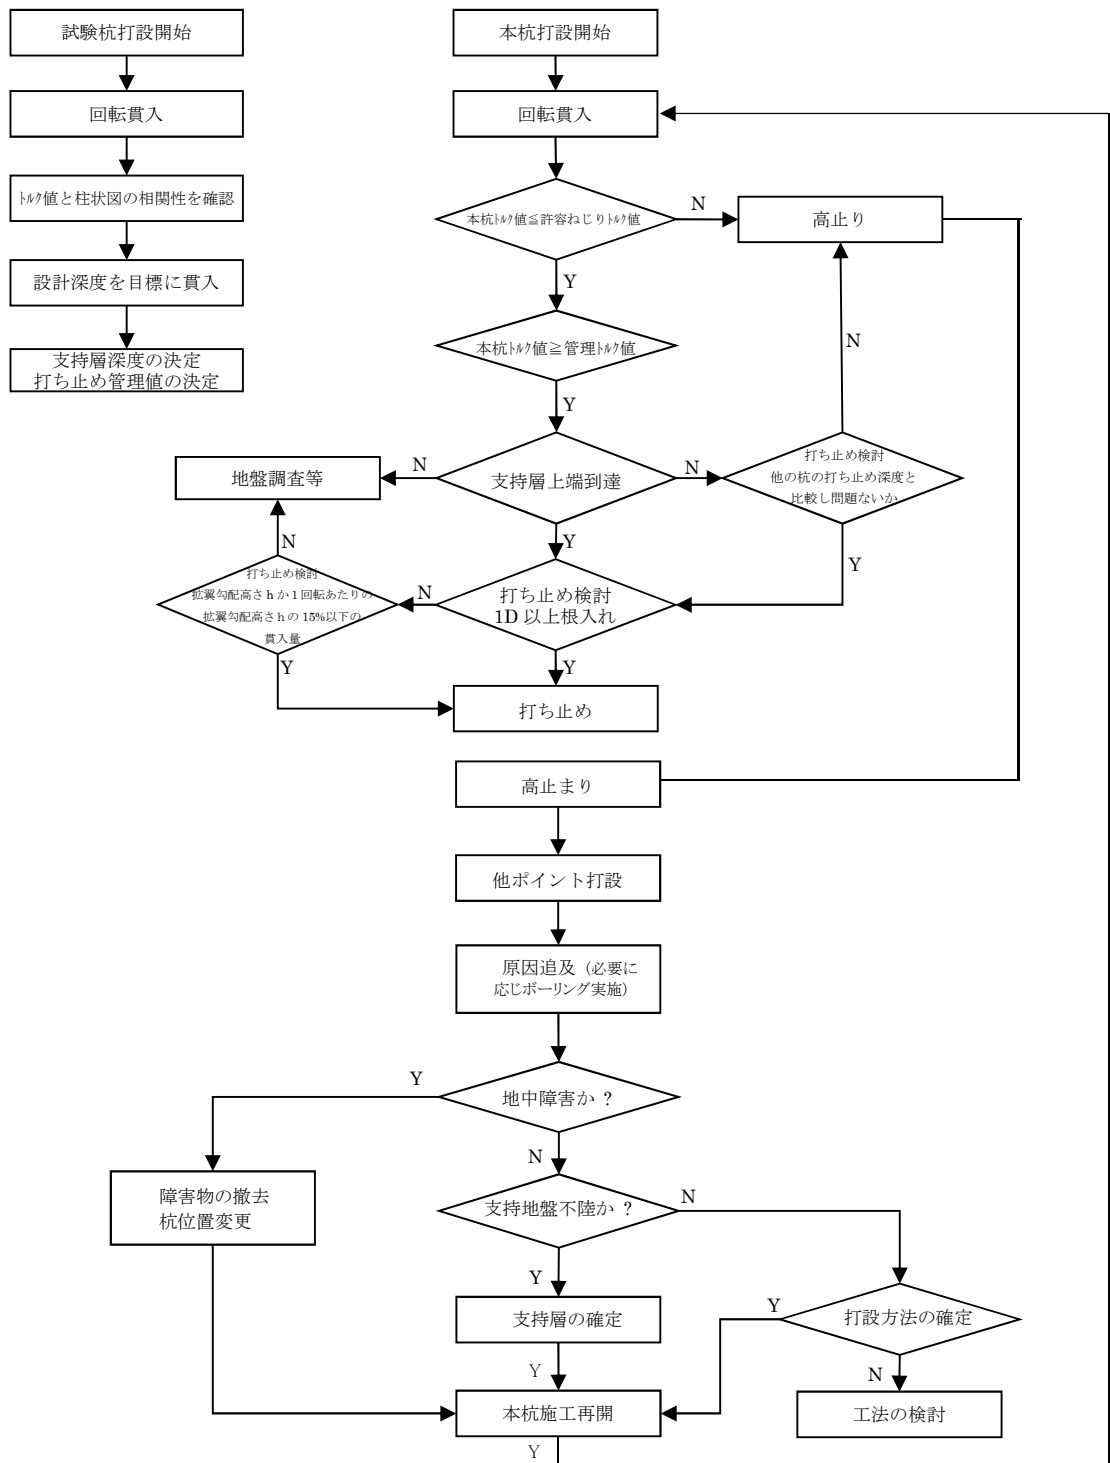 試験杭打設開始
回転貫入
ﾄﾙｸ値と柱状図の相関性を確認
設計深度を目標に貫入
支持層深度の決定
打ち止め管理値の決定
本杭打設開始
回転貫入
本杭ﾄﾙｸ値≦許容ねじりﾄﾙｸ値
N
高止り
Y
本杭ﾄﾙｸ値≧管理ﾄﾙｸ値
N
Y
地盤調査等
N
支持層上端到達
N
打ち止め検討
他の杭の打ち止め深度と
比較し問題ないか
N
Y
Y
打ち止め検討
拡翼勾配高さｈか１回転あたりの
拡翼勾配高さｈの 15%以下の
貫入量
N
打ち止め検討
1D 以上根入れ
Y
Y
打ち止め
高止まり
他ポイント打設
原因追及（必要に
応じボーリング実施）
Y
地中障害か ?
N
障害物の撤去
杭位置変更
支持地盤不陸か ?
N
Y
支持層の確定
Y
打設方法の確定
Y
N
本杭施工再開
工法の検討
Y